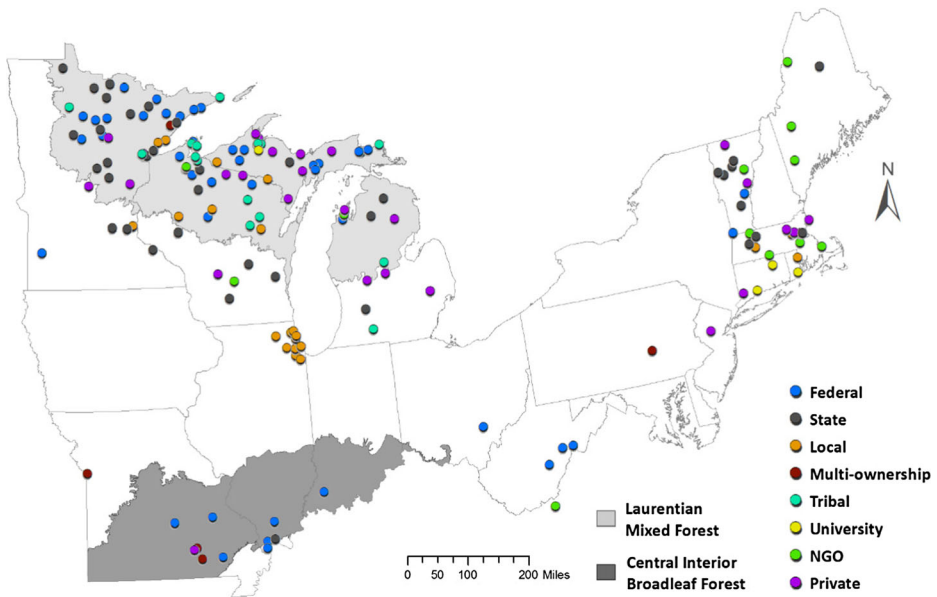 N
Federal
State
Local
Multi-ownership
Tribal
University
NGO
Private
Laurentian
Mixed Forest
Central Interior
Broadleaf Forest
0 50 100 200 Miles